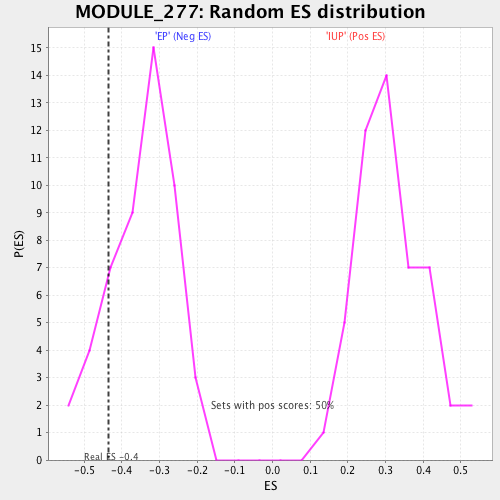 MODULE_277: Random ES distribution
'EP' (Neg ES) 'IUP' (Pos ES)
15
14
13
12
11
10
9
8
7
6
5
4
3
2
1
0
P(ES)
Sets with pos scores: 50%
Real ES -0.4
-0.5 -0.4 -0.3 -0.2 -0.1 0.0 0.1 0.2 0.3 0.4 0.5
ES